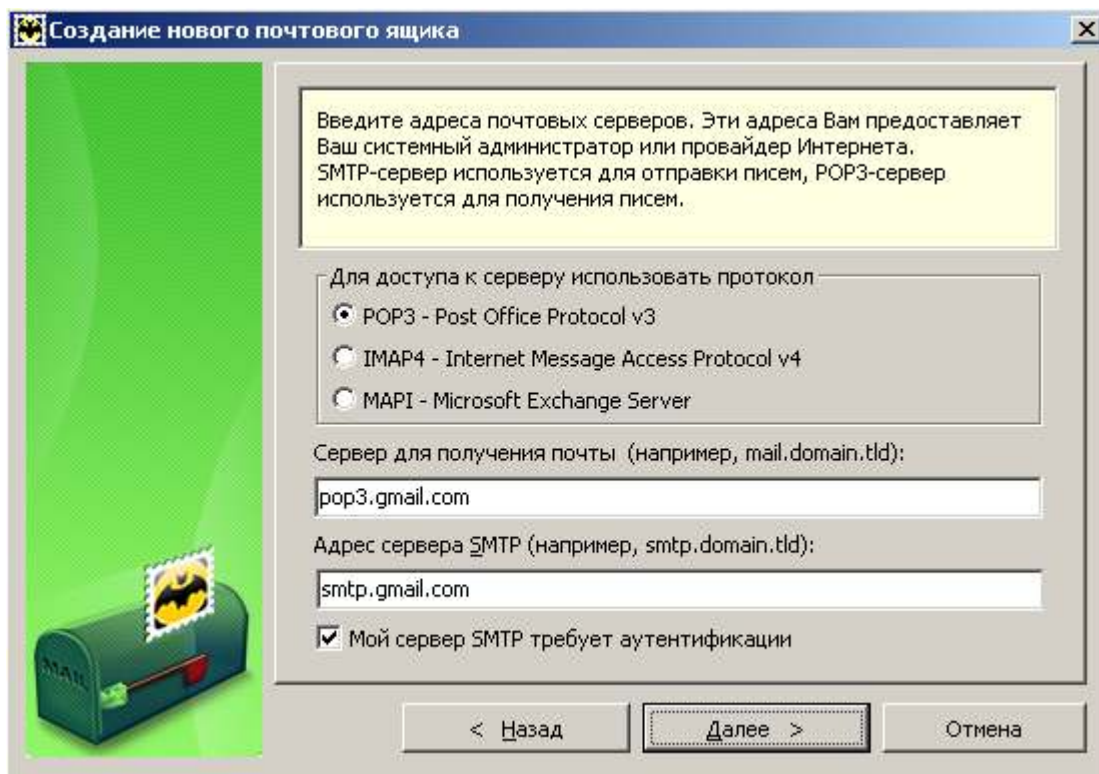 Создание нового почтового ящика
Введите адреса почтовых серверов. Эти адреса Вам предоставляет
Ваш системный администратор или провайдер Интернета.
SMTP-сервер используется для отправки писем, POP3-сервер
используется для получения писем.
Для доступа к серверу использовать протокол
POP3 - Post Office Protocol v3
IMAP4 - Internet Message Access Protocol v4
MAPI - Microsoft Exchange Server
Сервер для получения почты (например, mail.domain.tld):
pop3.gmail.com
Адрес сервера SMTP (например, smtp.domain.tld):
smtp.gmail.com
Мой сервер SMTP требует аутентификации
MAIL
< Назад
Далее >
Отмена